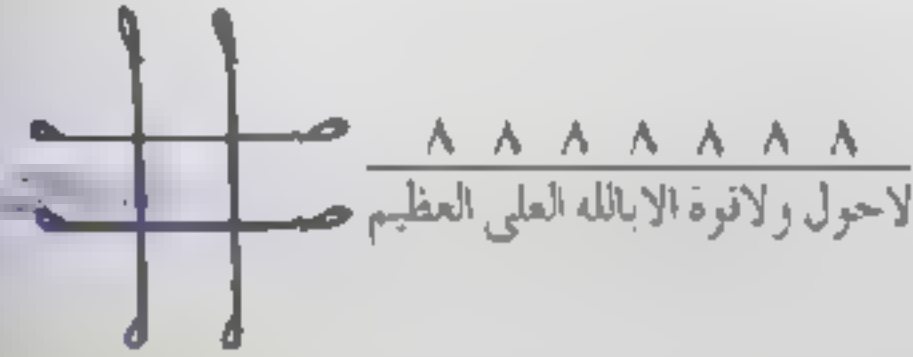 ٨ ٨ ٨ ٨ ٨ ٨ ٨
لاحول ولاقوة الابالله العلى العظيم